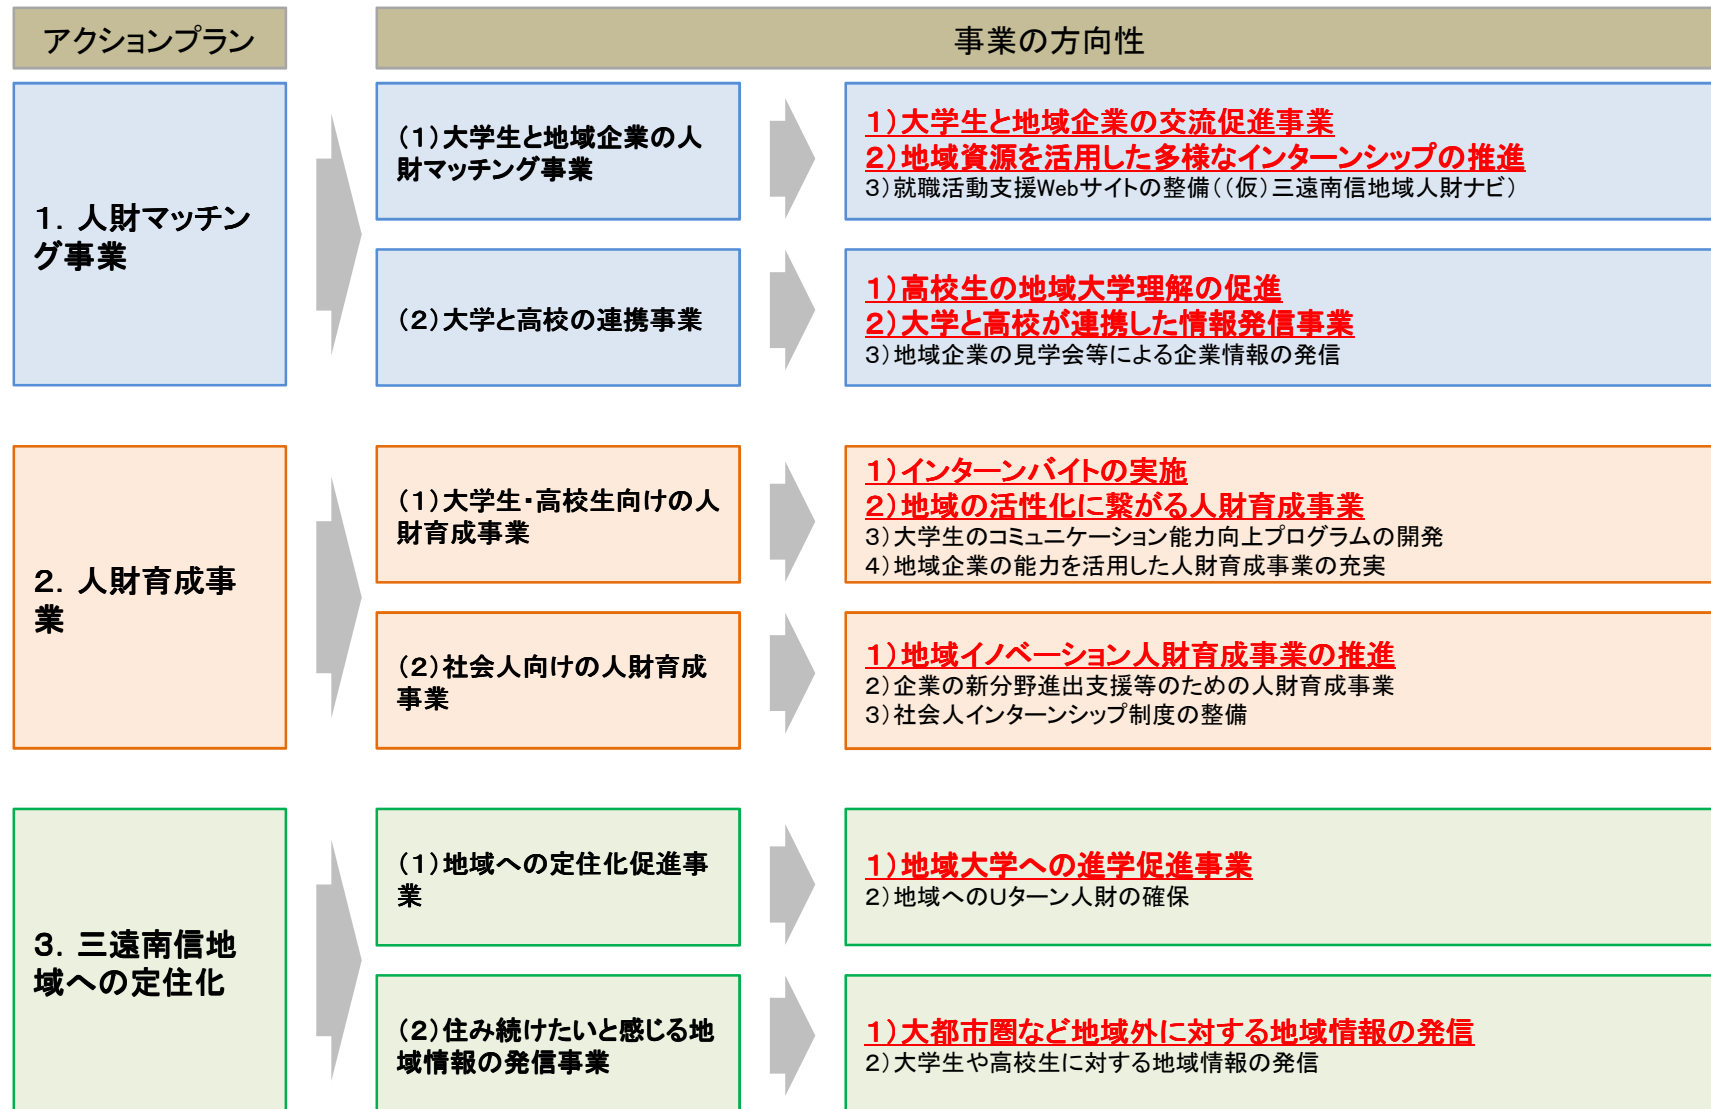 アクションプラン
事業の方向性
1．人財マッチン
グ事業
（1）大学生と地域企業の人
財マッチング事業
1）大学生と地域企業の交流促進事業
2）地域資源を活用した多様なインターンシップの推進
3）就職活動支援Webサイトの整備（（仮）三遠南信地域人財ナビ）
（2）大学と高校の連携事業
1）高校生の地域大学理解の促進
2）大学と高校が連携した情報発信事業
3）地域企業の見学会等による企業情報の発信
2．人財育成事
業
（1）大学生・高校生向けの人
財育成事業
1）インターンバイトの実施
2）地域の活性化に繋がる人財育成事業
3）大学生のコミュニケーション能力向上プログラムの開発
4）地域企業の能力を活用した人財育成事業の充実
（2）社会人向けの人財育成
事業
1）地域イノベーション人財育成事業の推進
2）企業の新分野進出支援等のための人財育成事業
3）社会人インターンシップ制度の整備
3．三遠南信地
域への定住化
（1）地域への定住化促進事
業
1）地域大学への進学促進事業
2）地域へのUターン人財の確保
（2）住み続けたいと感じる地
域情報の発信事業
1）大都市圏など地域外に対する地域情報の発信
2）大学生や高校生に対する地域情報の発信